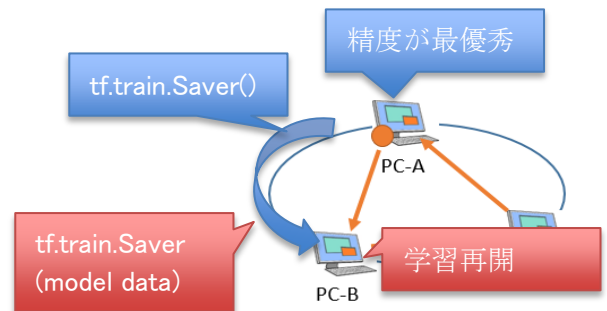 精度が最優秀
tf.train.Saver()
PC-A
tf.train.Saver
(model data)
学習再開
PC-B